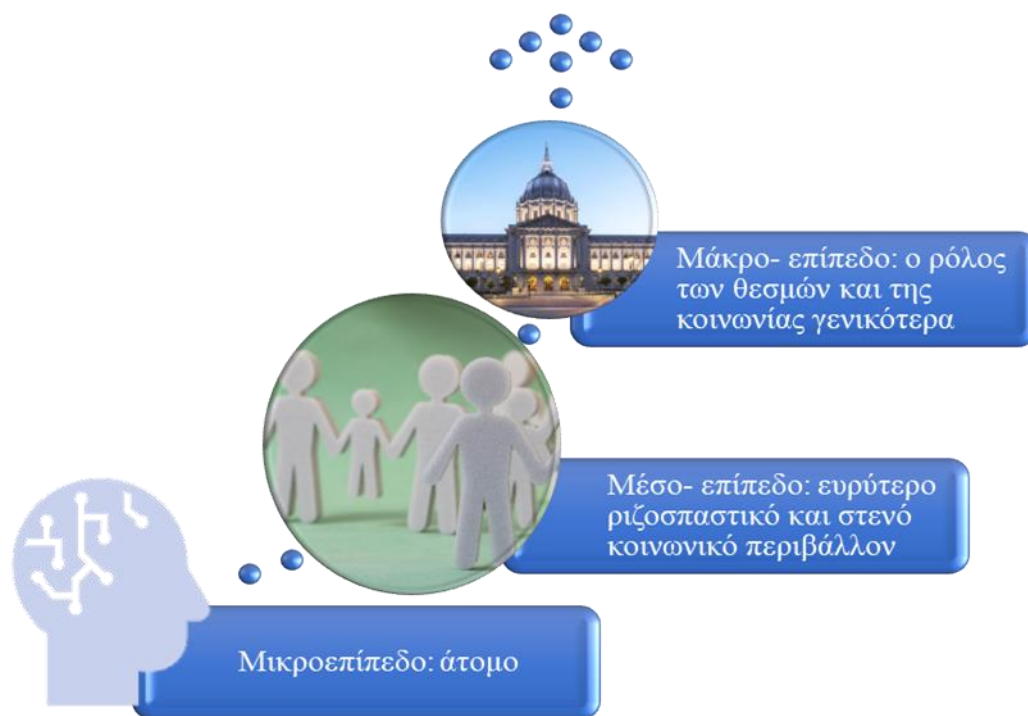 Μάκρο- επίπεδο: ο ρόλος
των θεσμών και της
κοινωνίας γενικότερα
Μέσο- επίπεδο: ευρύτερο
ριζοσπαστικό και στενό
κοινωνικό περιβάλλον
Μικροεπίπεδο: άτομο